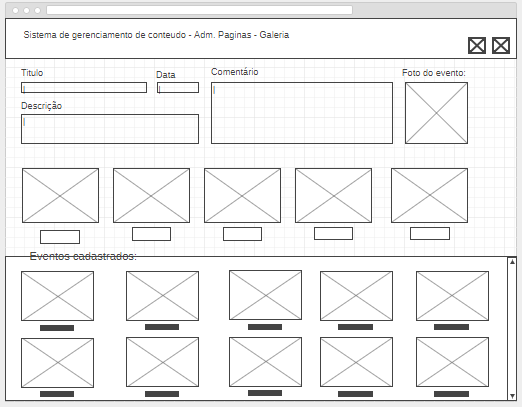 Sistema de gerenciamento de conteudo - Adm. Paginas - Galeria
Titulo
Data
Comentário
Foto do evento:
Descrição
Eventos cadastrados: